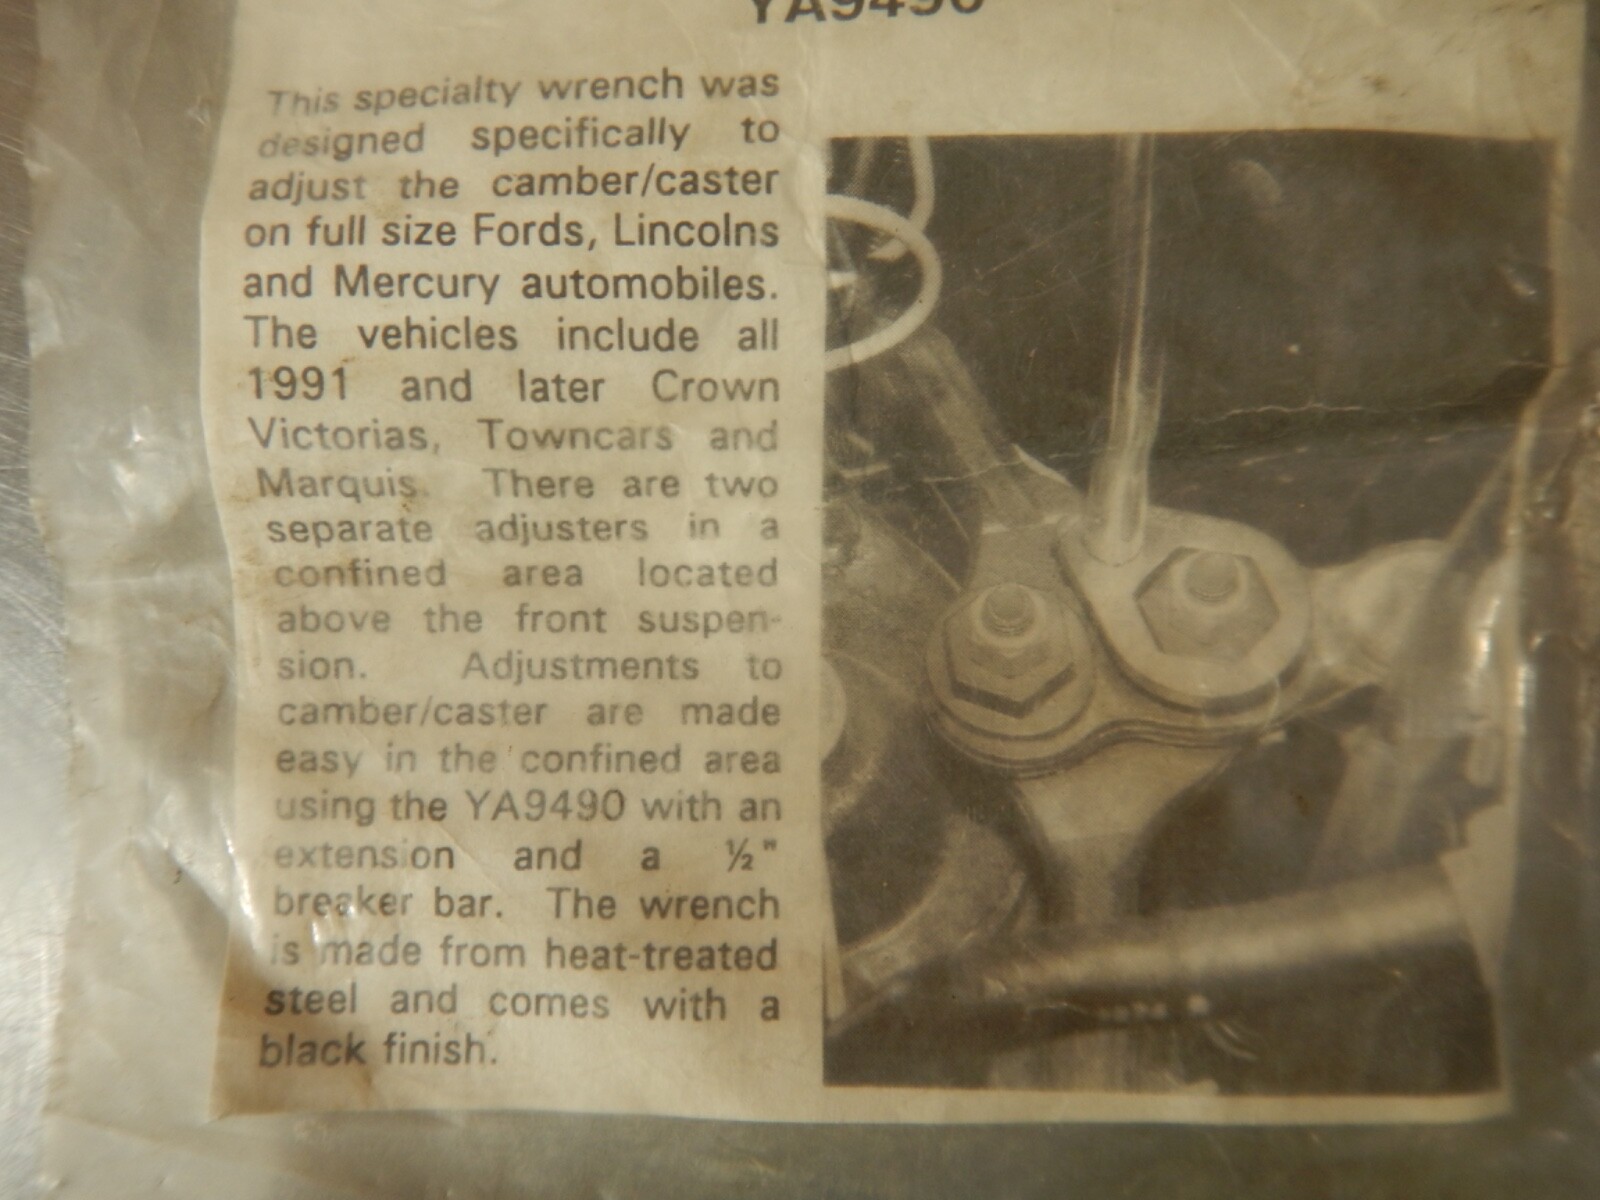 YA9490
This specialty wrench was
designed specifically to
adjust the camber/caster
on full size Fords, Lincolns
and Mercury automobiles.
The vehicles include all
1991 and later Crown
Victorias, Towncars and
Marquis. There are two
separate adjusters in a
confined area located
above the front suspen-
sion. Adjustments to
camber/caster are made
easy in the confined area
using the YA9490 with an
extension and a ½"
breaker bar. The wrench
is made from heat-treated
steel and comes with a
black finish.